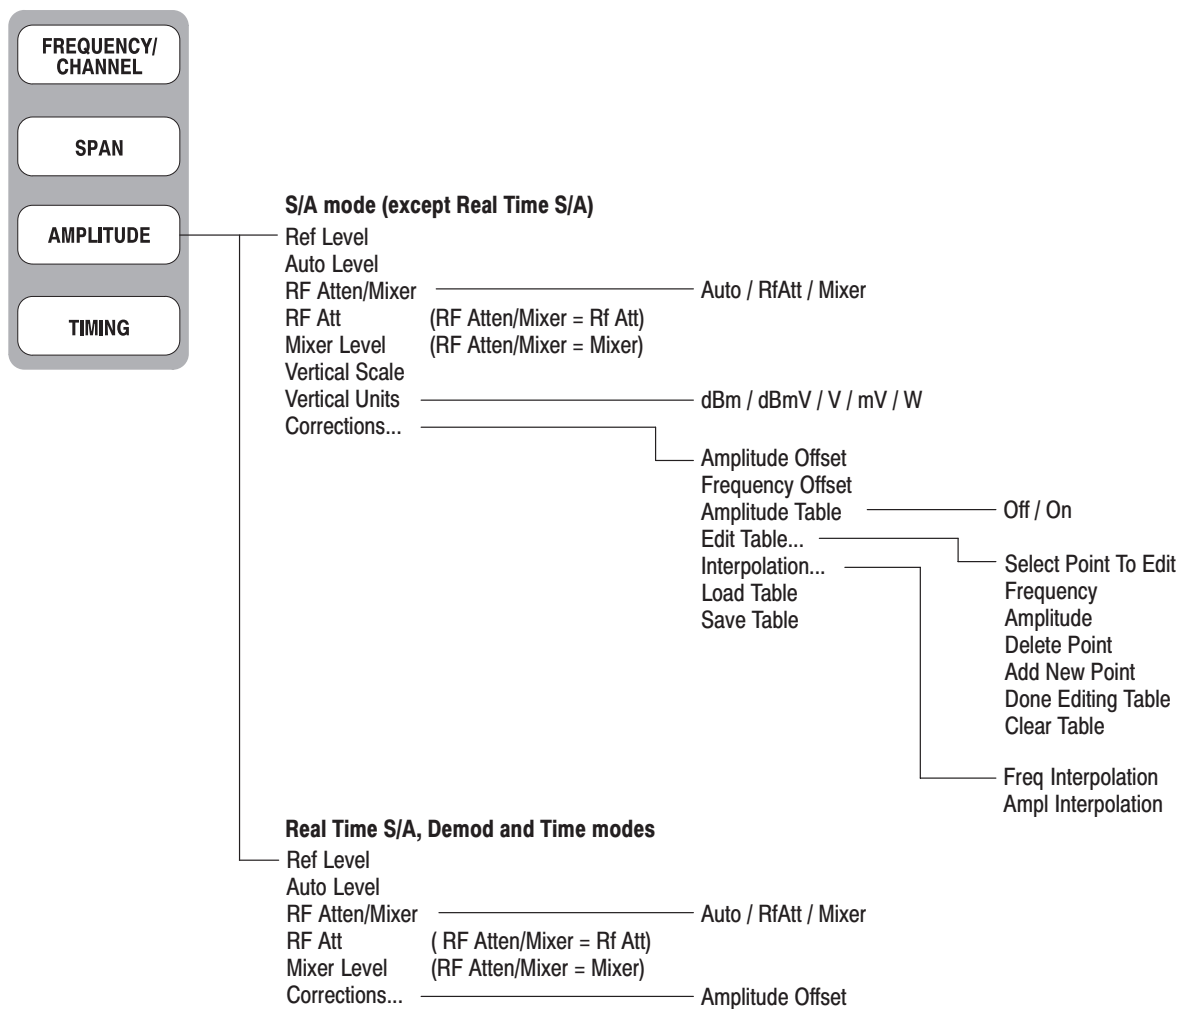 FREQUENCY/
CHANNEL
SPAN
AMPLITUDE
TIMING
S/A mode (except Real Time S/A)
Ref Level
Auto Level
RF Atten/Mixer Auto / RfAtt / Mixer
RF Att (RF Atten/Mixer = Rf Att)
Mixer Level (RF Atten/Mixer = Mixer)
Vertical Scale
Vertical Units dBm / dBmV / V / mV / W
Corrections...
Amplitude Offset
Frequency Offset
Amplitude Table Off / On
Edit Table...
Interpolation...
Load Table
Save Table
Select Point To Edit
Frequency
Amplitude
Delete Point
Add New Point
Done Editing Table
Clear Table
Freq Interpolation
Ampl Interpolation
Real Time S/A, Demod and Time modes
Ref Level
Auto Level
RF Atten/Mixer Auto / RfAtt / Mixer
RF Att ( RF Atten/Mixer = Rf Att)
Mixer Level (RF Atten/Mixer = Mixer)
Corrections... Amplitude Offset